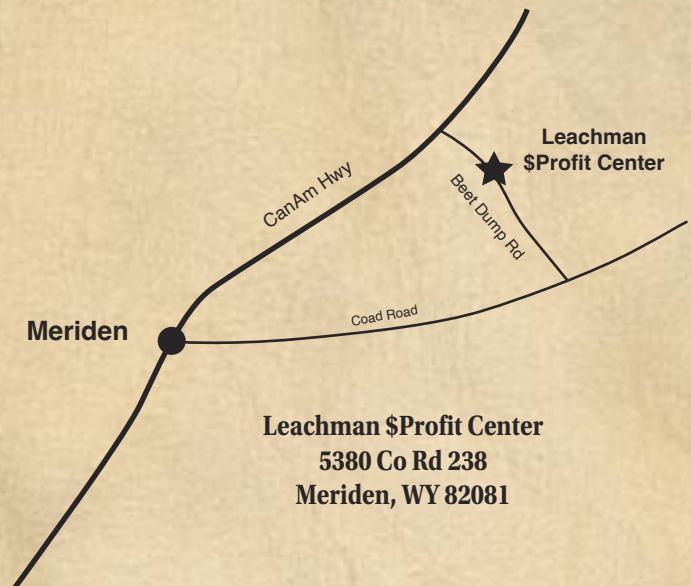 Leachman
$Profit Center
CanAm Hwy
Beet Dump Rd
Coad Road
Meriden
Leachman $Profit Center
5380 Co Rd 238
Meriden, WY 82081